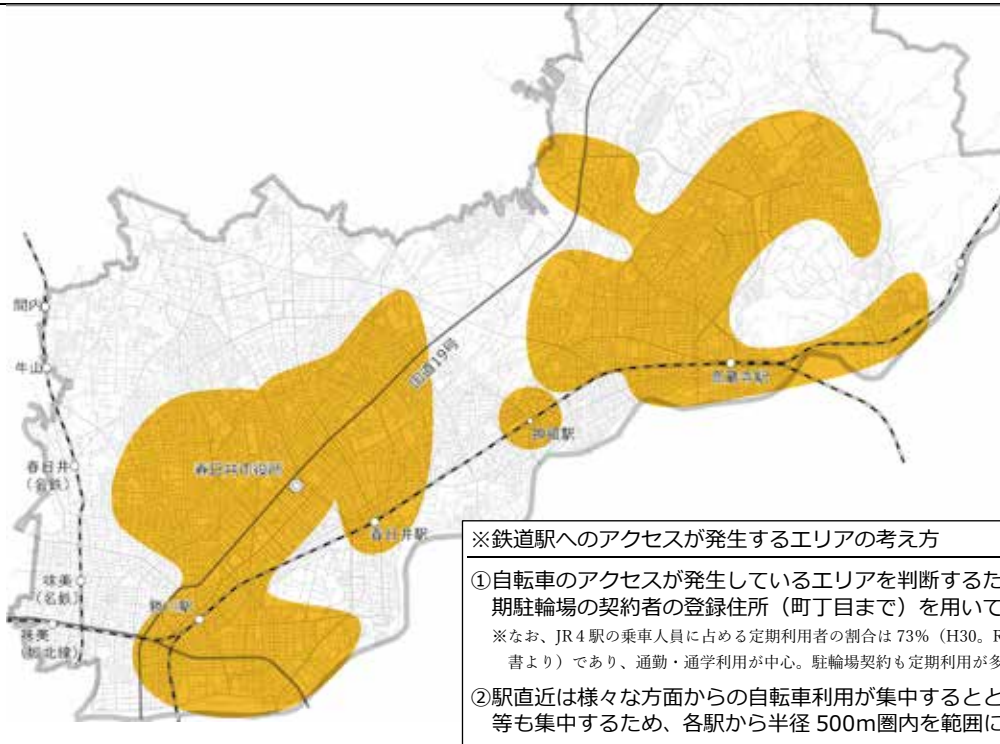 間内
牛山
国道19号
高蔵寺駅
神領駅
春日井
(名鉄)
春日井市役所
春日井駅
味美
(名鉄)
勝川駅
味美
(城北線)
※鉄道駅へのアクセスが発生するエリアの考え方
①自転車のアクセスが発生しているエリアを判断するた
期駐輪場の契約者の登録住所（町丁目まで）を用いて
※なお、JR４駅の乗車人員に占める定期利用者の割合は 73%（H30。R
書より）であり、通勤・通学利用が中心。駐輪場契約も定期利用が多
②駅直近は様々な方面からの自転車利用が集中するとと
等も集中するため、各駅から半径 500m圏内を範囲に